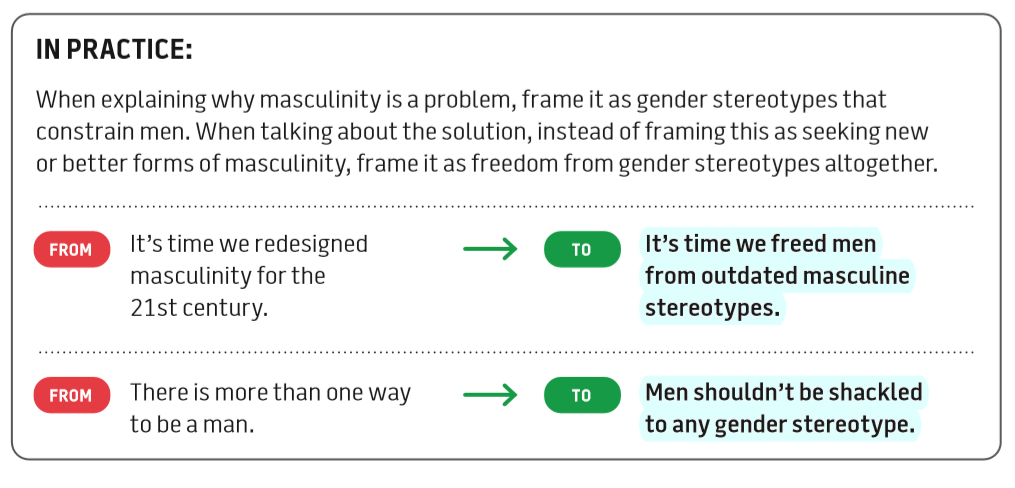 IN PRACTICE:
When explaining why masculinity is a problem, frame it as gender stereotypes that
constrain men. When talking about the solution, instead of framing this as seeking new
or better forms of masculinity, frame it as freedom from gender stereotypes altogether.
FROM
It’s time we redesigned
masculinity for the
21st century.
TO
It’s time we freed men
from outdated masculine
stereotypes.
FROM
There is more than one way
to be a man.
TO
Men shouldn’t be shackled
to any gender stereotype.